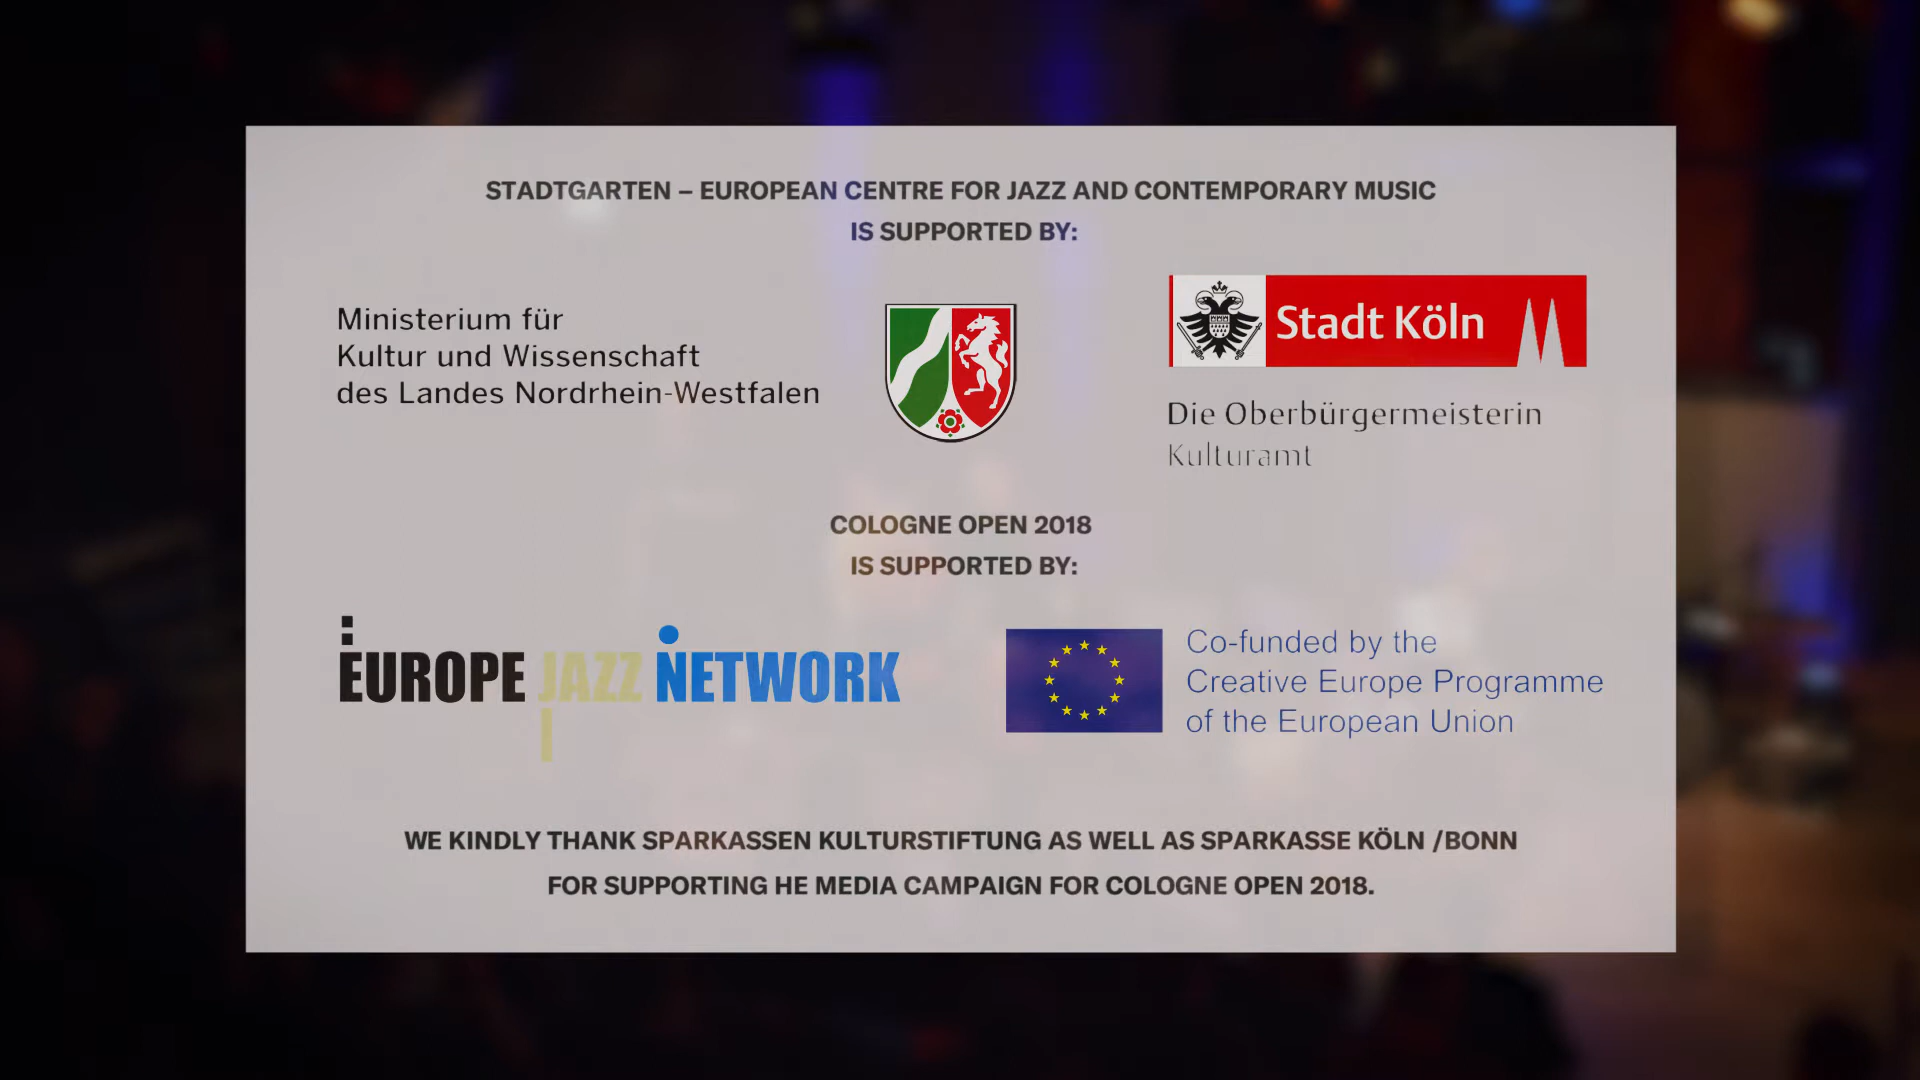 STADTGARTEN – EUROPEAN CENTRE FOR JAZZ AND CONTEMPORARY MUSIC
IS SUPPORTED BY:
Ministerium für
Kultur und Wissenschaft
des Landes Nordrhein-Westfalen
Stadt Köln
Die Oberbürgermeisterin
Kulturamt
COLOGNE OPEN 2018
IS SUPPORTED BY:
EUROPE JAZZ NETWORK
Co-funded by the
Creative Europe Programme
of the European Union
WE KINDLY THANK SPARKASSEN KULTURSTIFTUNG AS WELL AS SPARKASSE KÖLN /BONN
FOR SUPPORTING HE MEDIA CAMPAIGN FOR COLOGNE OPEN 2018.